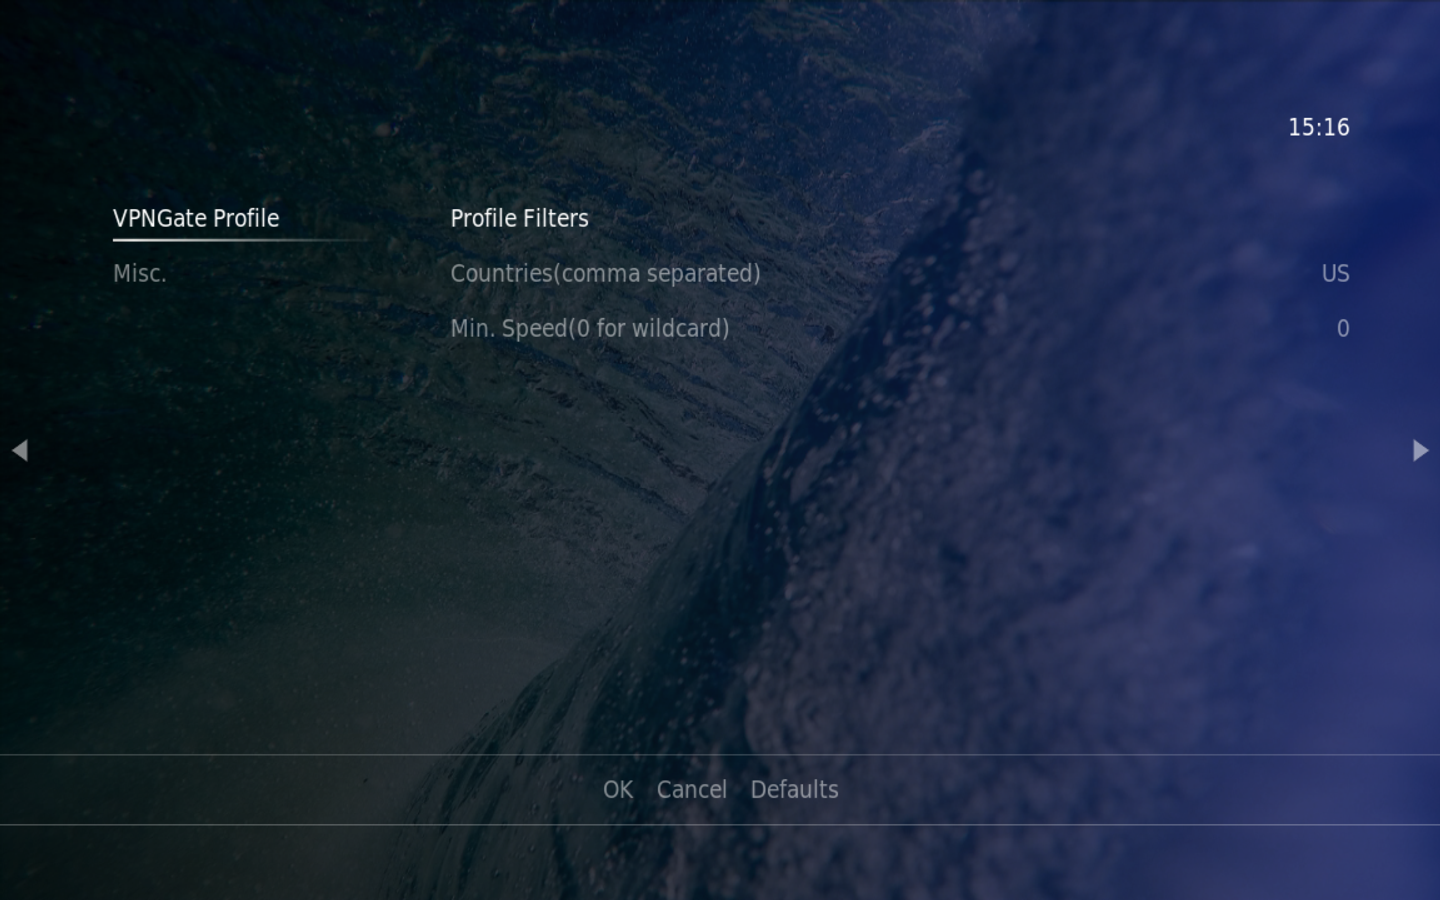 15:16
VPNGate Profile
Misc.
Profile Filters
Countries(comma separated) US
Min. Speed(0 for wildcard) 0
OK Cancel Defaults